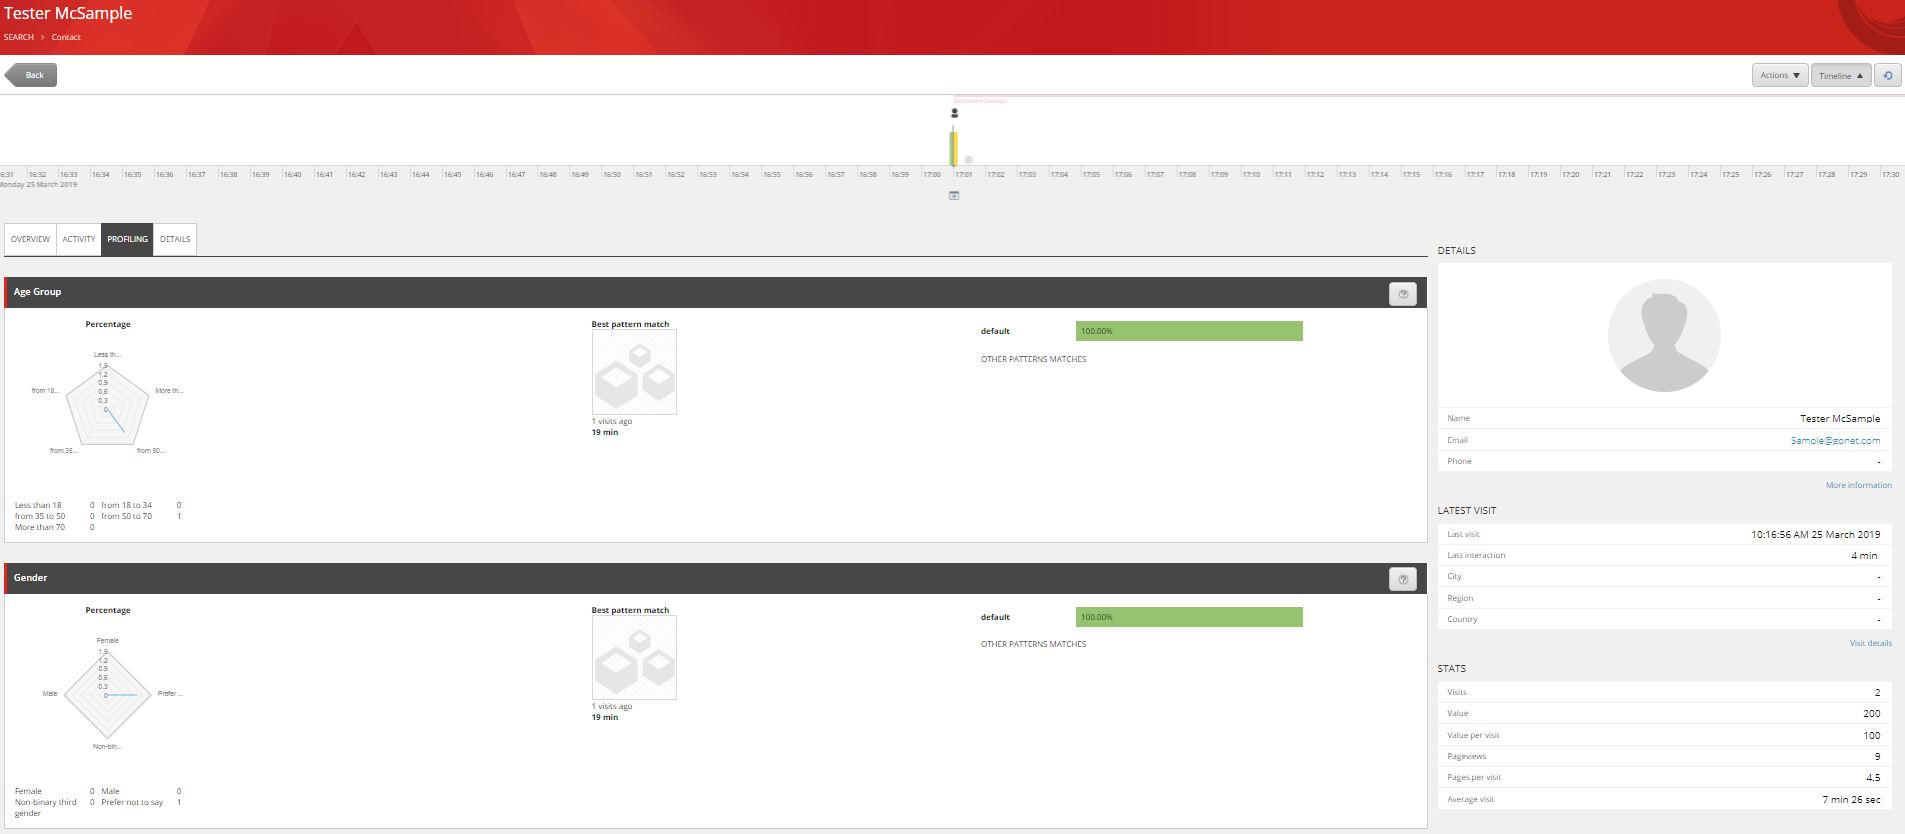 Tester McSample
SEARCH > Contact
Back
Actions
Timeline
Unknown Contact
6:31 16:32 16:33 16:34 16:35 16:36 16:37 16:38 16:39 16:40 16:41 16:42 16:43 16:44 16:45 16:46 16:47 16:48 16:49 16:50 16:51 16:52 16:53 16:54 16:55 16:56 16:57 16:58 16:59 17:00 17:01 17:02 17:03 17:04 17:05 17:06 17:07 17:08 17:09 17:10 17:11 17:12 17:13 17:14 17:15 17:16 17:17 17:18 17:19 17:20 17:21 17:22 17:23 17:24 17:25 17:26 17:27 17:28 17:29 17:30
Monday 25 March 2019
OVERVIEW
ACTIVITY
PROFILING
DETAILS
Age Group
?
Percentage
Less th...
1.5
1.2
0.9
0.6
0.3
0
from 18...
More th...
from 35...
from 50...
Less than 18 0 from 18 to 34 0
from 35 to 50 0 from 50 to 70 1
More than 70 0
Best pattern match
1 visits ago
19 min
default 100.00%
OTHER PATTERNS MATCHES
Gender
?
Percentage
Female
1.5
1.2
0.9
0.6
0.3
0
Male
Prefer ...
Non-bin...
Female 0 Male 0
Non-binary third 0 Prefer not to say 1
gender
Best pattern match
1 visits ago
19 min
default 100.00%
OTHER PATTERNS MATCHES
DETAILS
Name Tester McSample
Email Sample@gonet.com
Phone -
More information
LATEST VISIT
Last visit 10:16:56 AM 25 March 2019
Last interaction 4 min
City -
Region -
Country -
Visit details
STATS
Visits 2
Value 200
Value per visit 100
Pageviews 9
Pages per visit 4.5
Average visit 7 min 26 sec